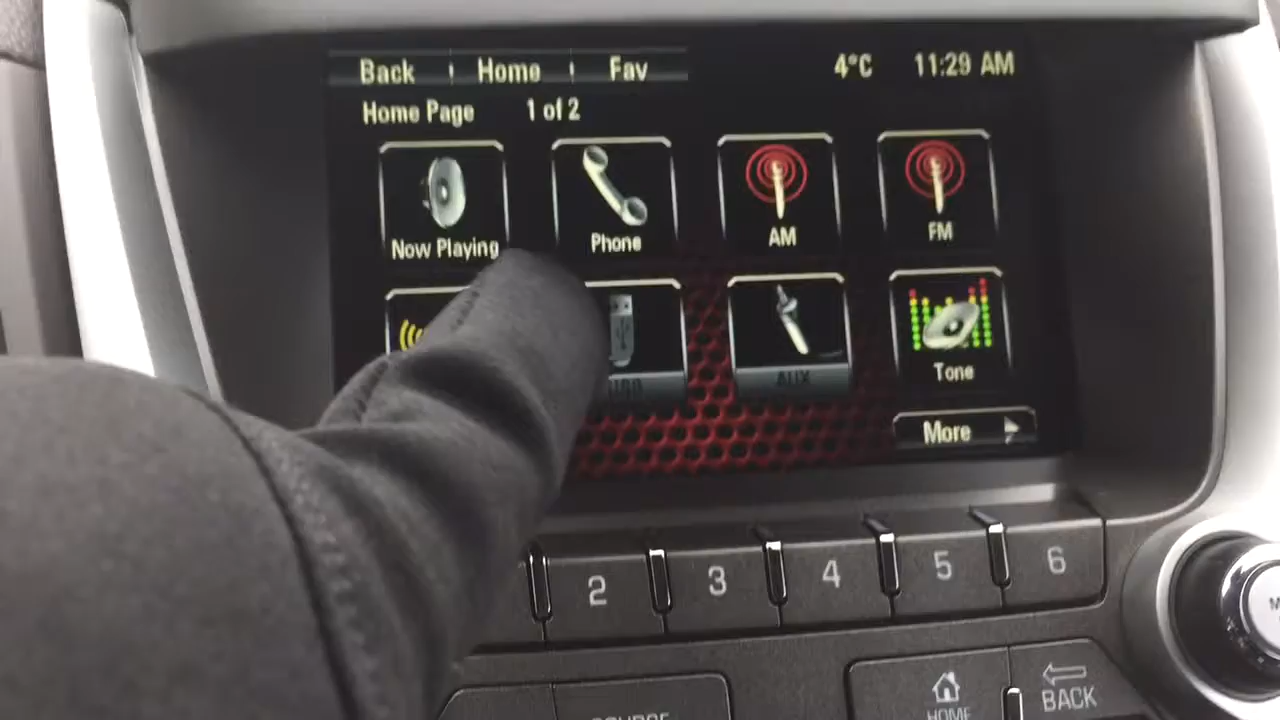 Back Home Fav 4°C 11:29 AM
Home Page 1 of 2
Now Playing Phone AM FM
AUX Tone
More
2 3 4 5 6
HOME BACK
SOURCE